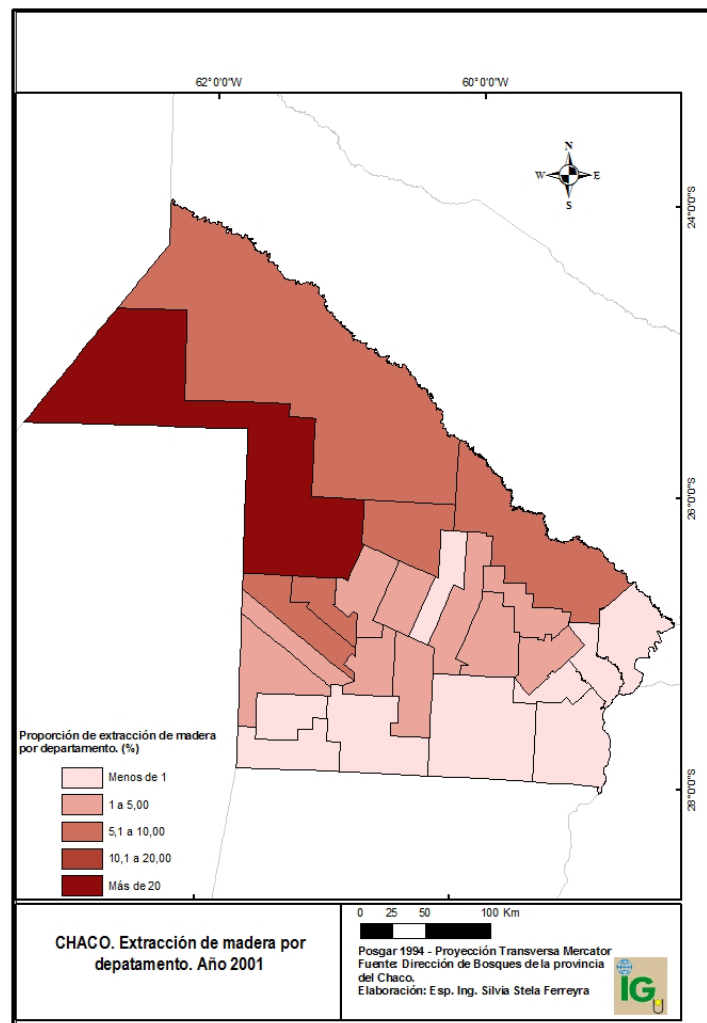 62°0'0"W
60°0'0"W
N
W
E
S
24°0'0"S
26°0'0"S
28°0'0"S
Proporción de extracción de madera
por departamento. (%)
Menos de 1
1 a 5,00
5,1 a 10,00
10,1 a 20,00
Más de 20
CHACO. Extracción de madera por
depatamento. Año 2001
0 25 50 100 Km
Posgar 1994 - Proyección Transversa Mercator
Fuente: Dirección de Bosques de la provincia
del Chaco.
Elaboración: Esp. Ing. Silvia Stela Ferreyra
IG